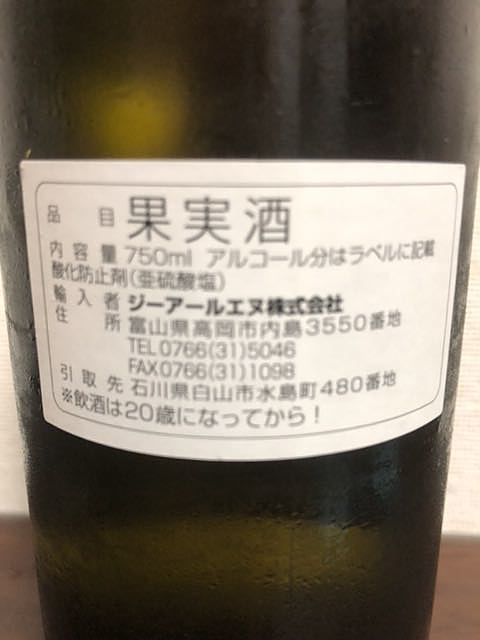 品目 果実酒
内容量 750ml アルコール分はラベルに記載
酸化防止剤(亜硫酸塩)
輸入者 ジーアールエヌ株式会社
住所 富山県高岡市内島3550番地
TEL0766(31)5046
FAX0766(31)1098
引取先 石川県白山市水島町480番地
※飲酒は20歳になってから!